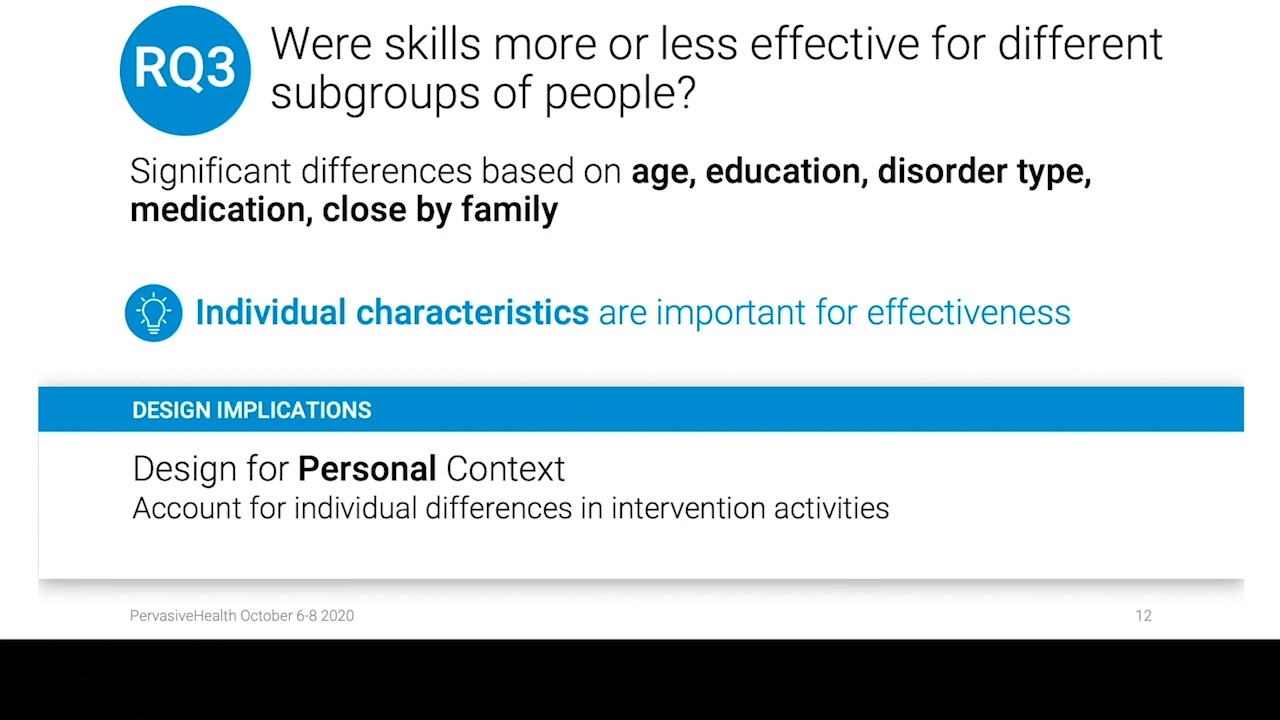 RQ3
Were skills more or less effective for different
subgroups of people?
Significant differences based on age, education, disorder type,
medication, close by family
Individual characteristics are important for effectiveness
DESIGN IMPLICATIONS
Design for Personal Context
Account for individual differences in intervention activities
PervasiveHealth October 6-8 2020
12